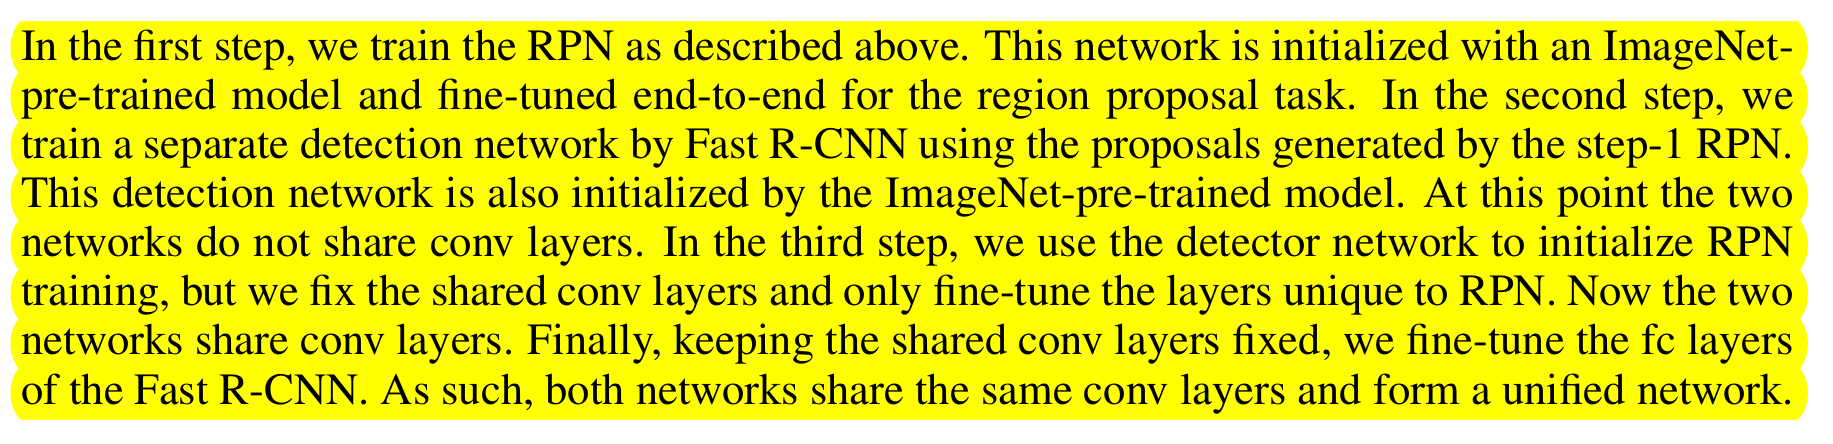 In the first step, we train the RPN as described above. This network is initialized with an ImageNet-
pre-trained model and fine-tuned end-to-end for the region proposal task. In the second step, we
train a separate detection network by Fast R-CNN using the proposals generated by the step-1 RPN.
This detection network is also initialized by the ImageNet-pre-trained model. At this point the two
networks do not share conv layers. In the third step, we use the detector network to initialize RPN
training, but we fix the shared conv layers and only fine-tune the layers unique to RPN. Now the two
networks share conv layers. Finally, keeping the shared conv layers fixed, we fine-tune the fc layers
of the Fast R-CNN. As such, both networks share the same conv layers and form a unified network.